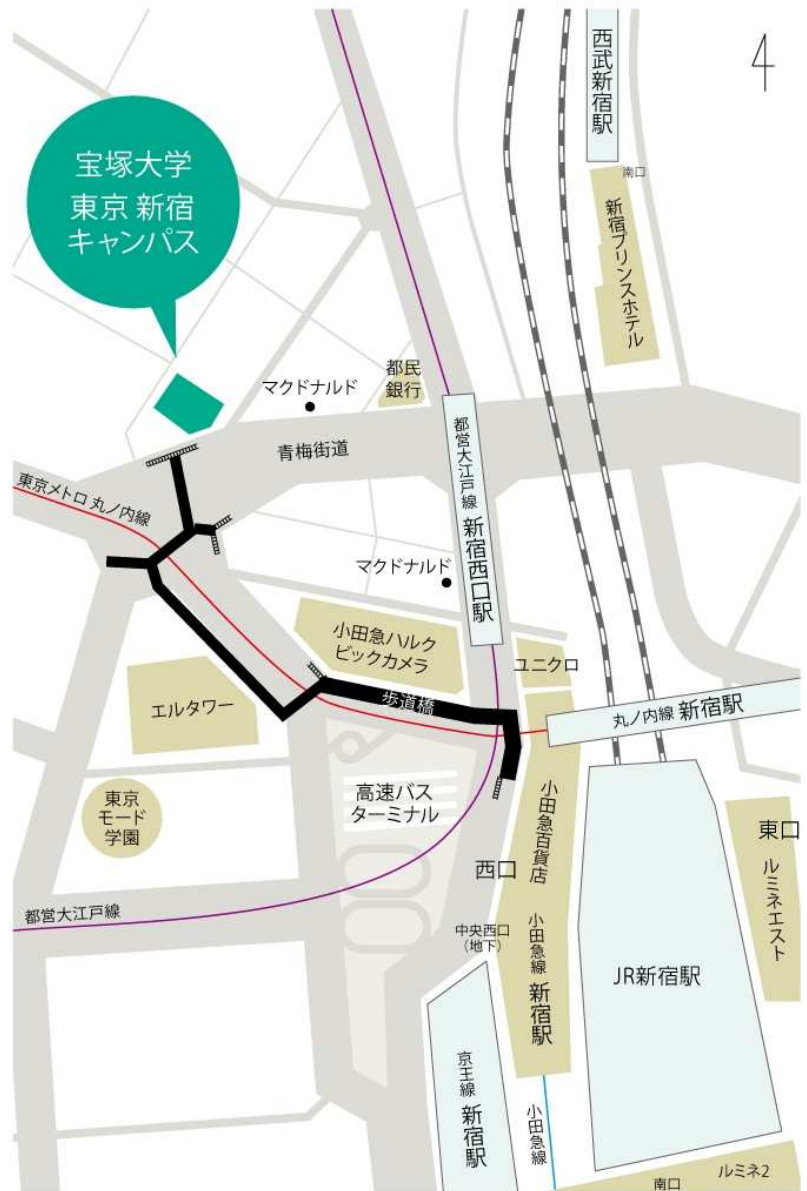 西武新宿駅
南口
新宿プリンスホテル
宝塚大学
東京 新宿
キャンパス
都民
銀行
マクドナルド
青梅街道
都営大江戸線
新宿西口駅
東京メトロ 丸ノ内線
マクドナルド
小田急ハルク
ビックカメラ
ユニクロ
エルタワー
歩道橋
丸ノ内線 新宿駅
東京
モード
学園
高速バス
ターミナル
小田急百貨店
西口
東口
ルミネエスト
都営大江戸線
中央西口
(地下)
小田急線 新宿駅
JR新宿駅
京王線 新宿駅
小田急線
南口
ルミネ2